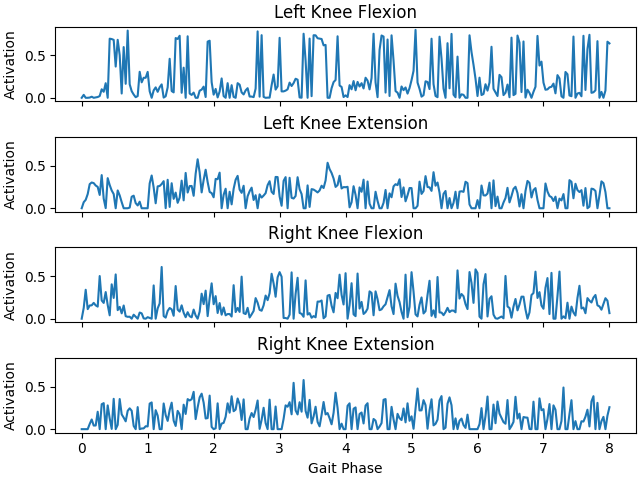 Left Knee Flexion
Activation
0.5
0.0
Left Knee Extension
Activation
0.5
0.0
Right Knee Flexion
Activation
0.5
0.0
Right Knee Extension
Activation
0.5
0.0
0 1 2 3 4 5 6 7 8
Gait Phase